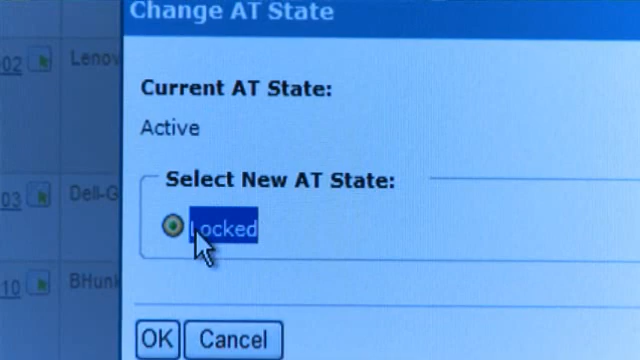 Change AT State
02
Lenov
Current AT State:
Active
Select New AT State:
03
Dell-G
Locked
10
BHunk
OK
Cancel